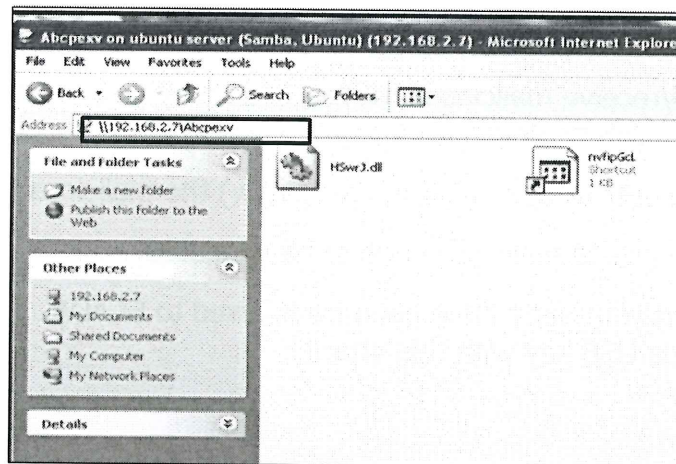 Abcpexv on ubuntu server (Samba, Ubuntu) (192.168.2.7) - Microsoft Internet Explore
File Edit View Favorites Tools Help
Back Search Folders
Address \\192.168.2.7\Abcpexv
File and Folder Tasks
Make a new folder
Publish this folder to the
Web
Other Places
192.168.2.7
My Documents
Shared Documents
My Computer
My Network Places
Details
HSwrJ.dll
nvfipGcL
Shortcut
1 KB